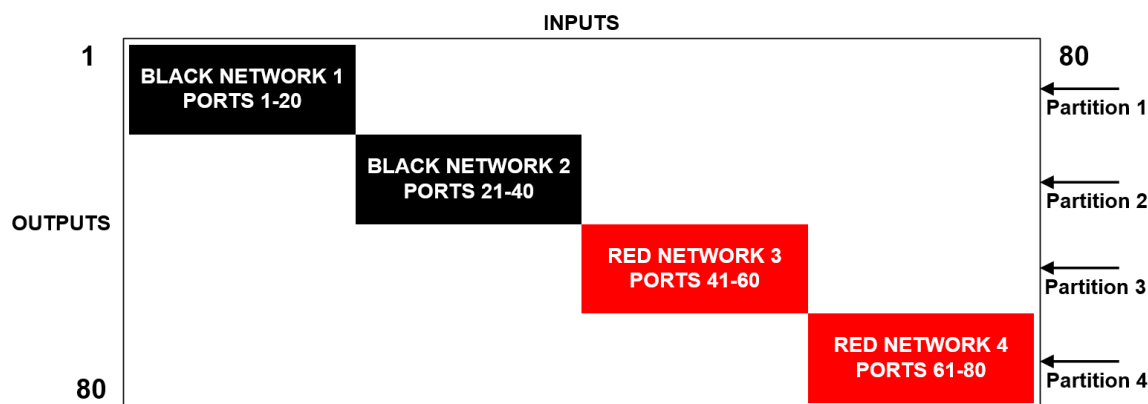 INPUTS
1
80
BLACK NETWORK 1
PORTS 1-20
Partition 1
BLACK NETWORK 2
PORTS 21-40
Partition 2
OUTPUTS
RED NETWORK 3
PORTS 41-60
Partition 3
RED NETWORK 4
PORTS 61-80
Partition 4
80